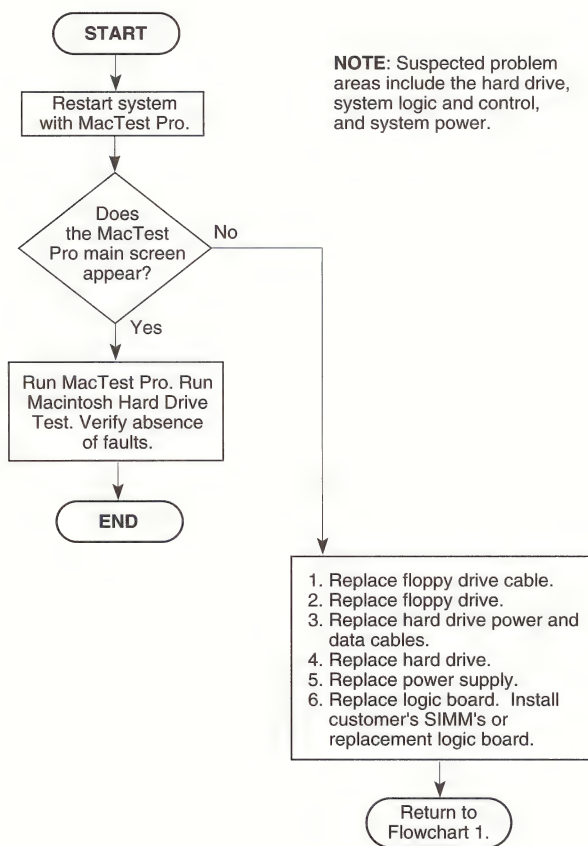 START
NOTE: Suspected problem
areas include the hard drive,
system logic and control,
and system power.
Restart system
with MacTest Pro.
Does
the MacTest
Pro main screen
appear?
No
Yes
Run MacTest Pro. Run
Macintosh Hard Drive
Test. Verify absence
of faults.
END
1. Replace floppy drive cable.
2. Replace floppy drive.
3. Replace hard drive power and
data cables.
4. Replace hard drive.
5. Replace power supply.
6. Replace logic board. Install
customer's SIMM's or
replacement logic board.
Return to
Flowchart 1.